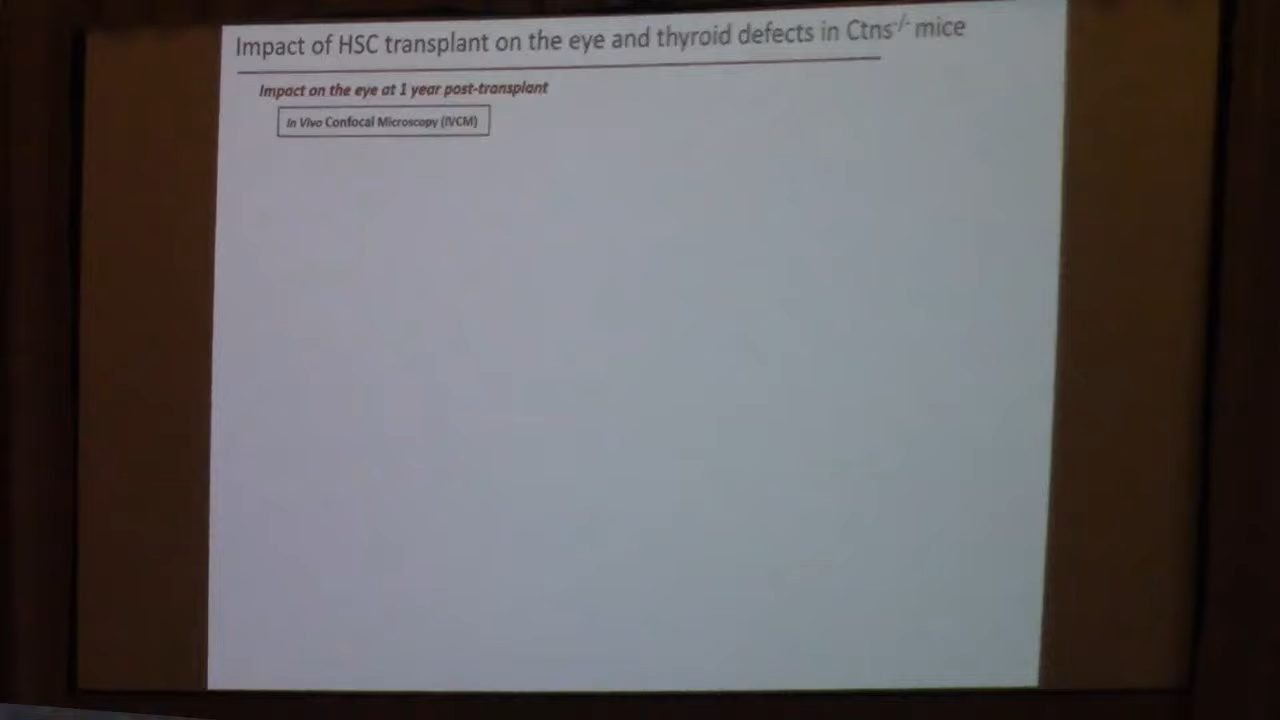 Impact of HSC transplant on the eye and thyroid defects in Ctns-/- mice
Impact on the eye at 1 year post-transplant
In Vivo Confocal Microscopy (IVCM)